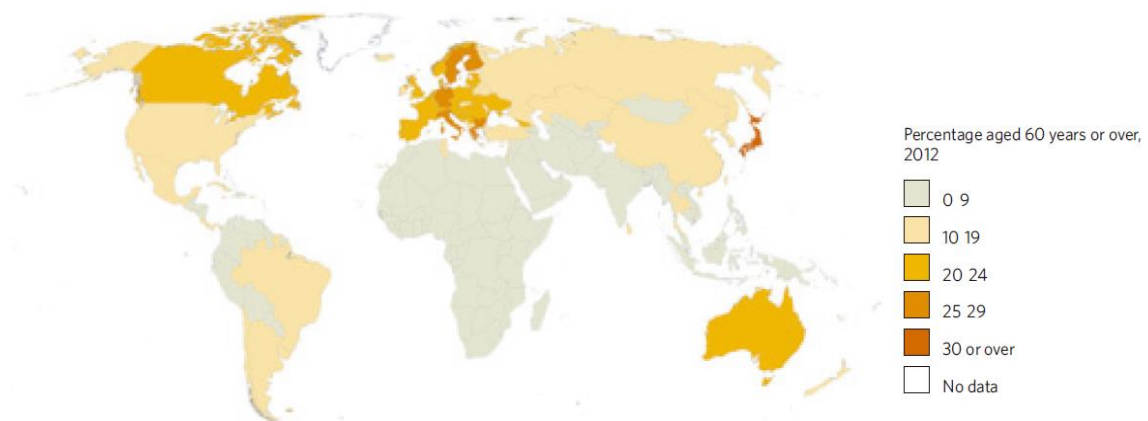 Percentage aged 60 years or over,
2012
0 9
10 19
20 24
25 29
30 or over
No data